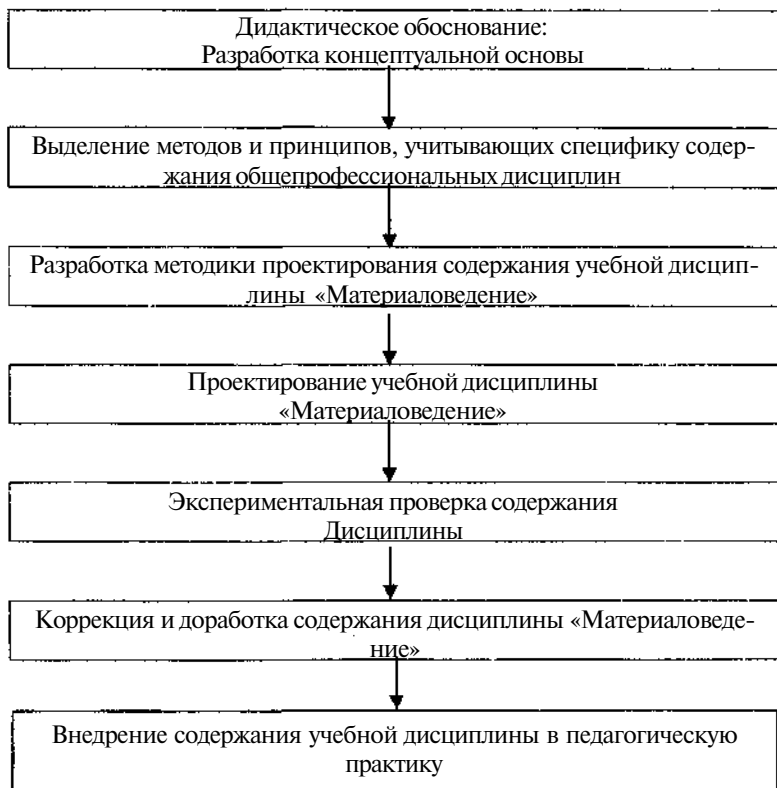 Дидактическое обоснование:
Разработка концептуальной основы
Выделение методов и принципов, учитывающих специфику содер-
жания общепрофессиональных дисциплин
Разработка методики проектирования содержания учебной дисцип-
лины «Материаловедение»
Проектирование учебной дисциплины
«Материаловедение»
Экспериментальная проверка содержания
Дисциплины
Коррекция и доработка содержания дисциплины «Материаловеде-
ние»
Внедрение содержания учебной дисциплины в педагогическую
практику